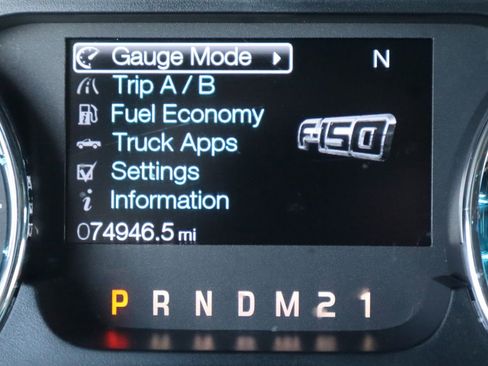 Gauge Mode N
Trip A / B
Fuel Economy
F-150
Truck Apps
Settings
Information
074946.5 mi
P R N D M 2 1